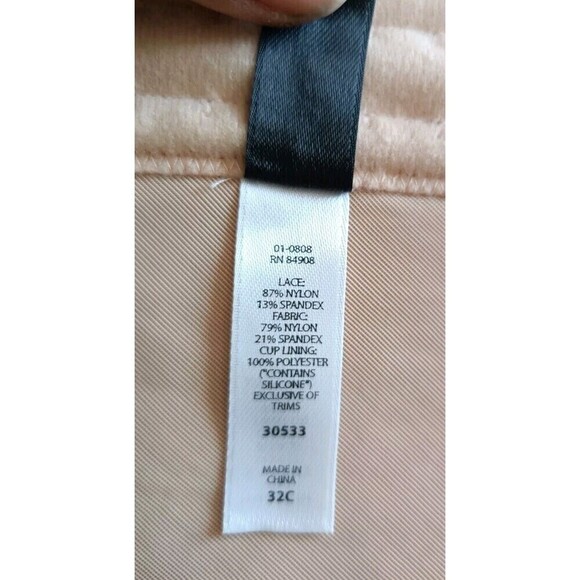 01-0808
RN 84908
LACE:
87% NYLON
13% SPANDEX
FABRIC:
79% NYLON
21% SPANDEX
CUP LINING:
100% POLYESTER
("CONTAINS
SILICONE")
EXCLUSIVE OF
TRIMS
30533
MADE IN
CHINA
32C